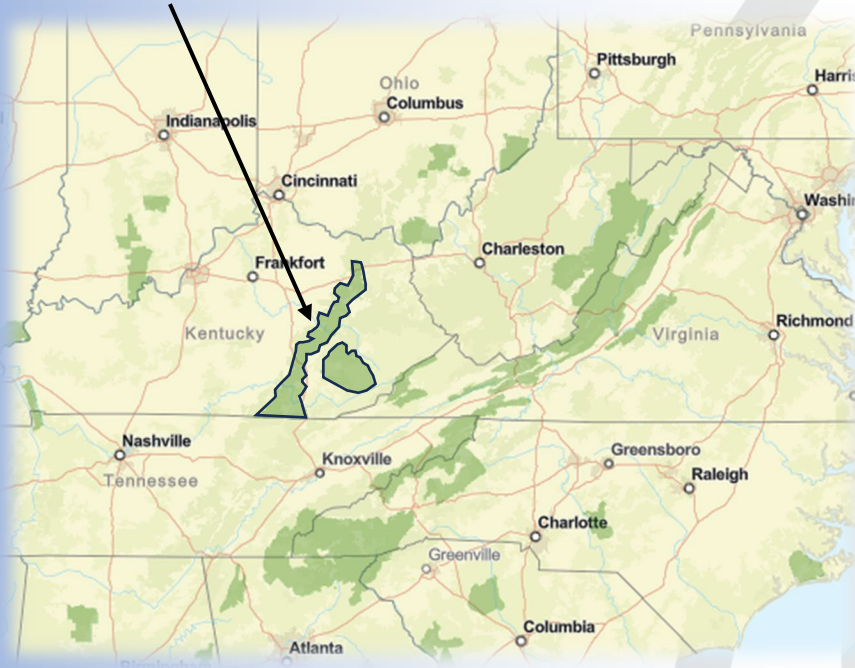 Pennsylvania
Pittsburgh
Ohio
Harris
Columbus
Indianapolis
Cincinnati
Washin
Charleston
Frankfort
Richmond
Kentucky
Virginia
Nashville
Greensboro
Knoxville
Raleigh
Tennessee
Charlotte
Greenville
Columbia
Atlanta